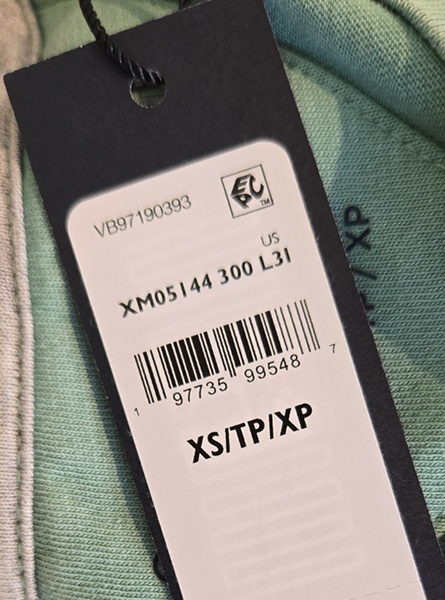 VB97190393
EPC
TM
US
XM05144 300 L31
1 97735 99548 7
XS/TP/XP
P / XP